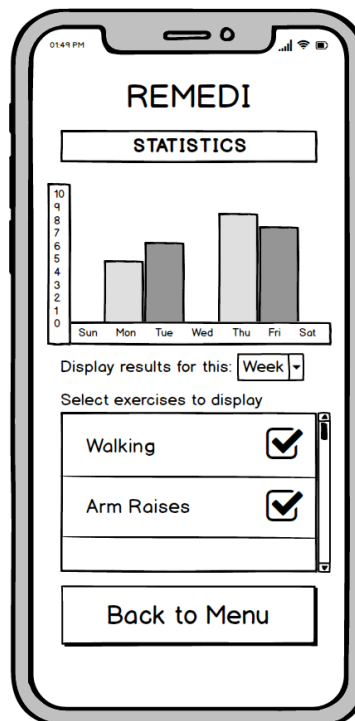 01:49 PM
REMEDI
STATISTICS
10
9
8
7
6
5
4
3
2
1
0
Sun Mon Tue Wed Thu Fri Sat
Display results for this: Week
Select exercises to display
Walking
Arm Raises
Back to Menu